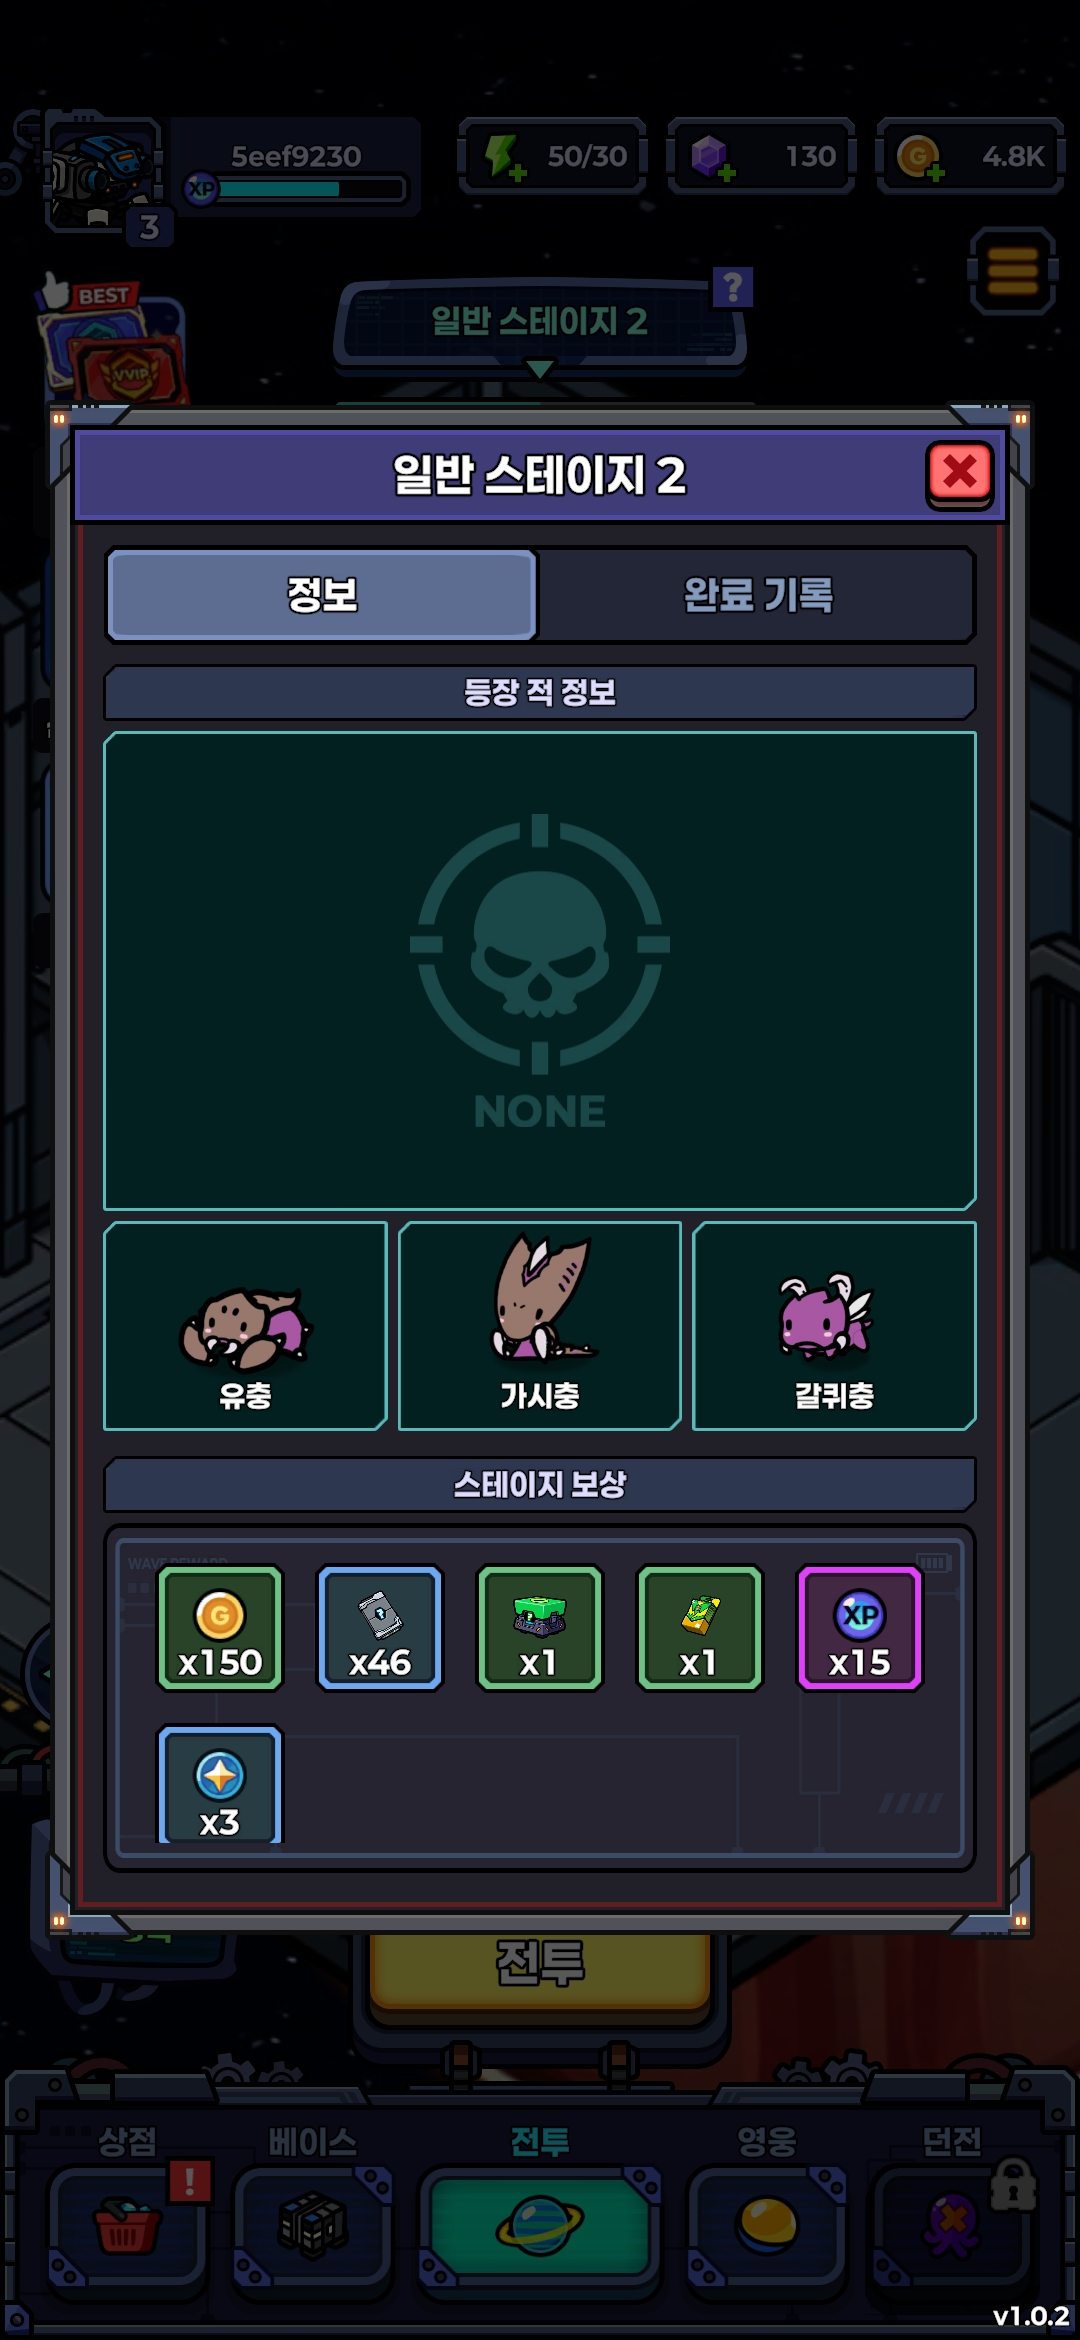 5eef9230
50/30
130
4.8K
XP
3
BEST
VVIP
?
일반 스테이지 2
일반 스테이지 2
정보
완료 기록
등장 적 정보
NONE
유충
가시충
갈퀴충
스테이지 보상
WAVE REWARD
G
x150
x46
x1
x1
XP
x15
x3
전투
상점
베이스
전투
영웅
던전
!
v1.0.2